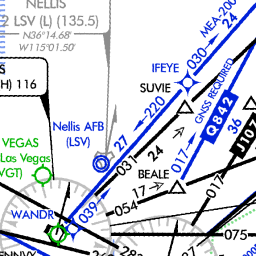 NELLIS
2 LSV (L) (135.5)
N36°14.68'
W115°01.50'
MEA-200
24
030
IFEYE
S
H) 116
SUVIE
220
GNSS REQUIRED
Q842
36
J107
Nellis AFB
(LSV)
27
VEGAS
Las Vegas
VGT)
031
24
017
BEALE
17
017
WANDR
039
054
075